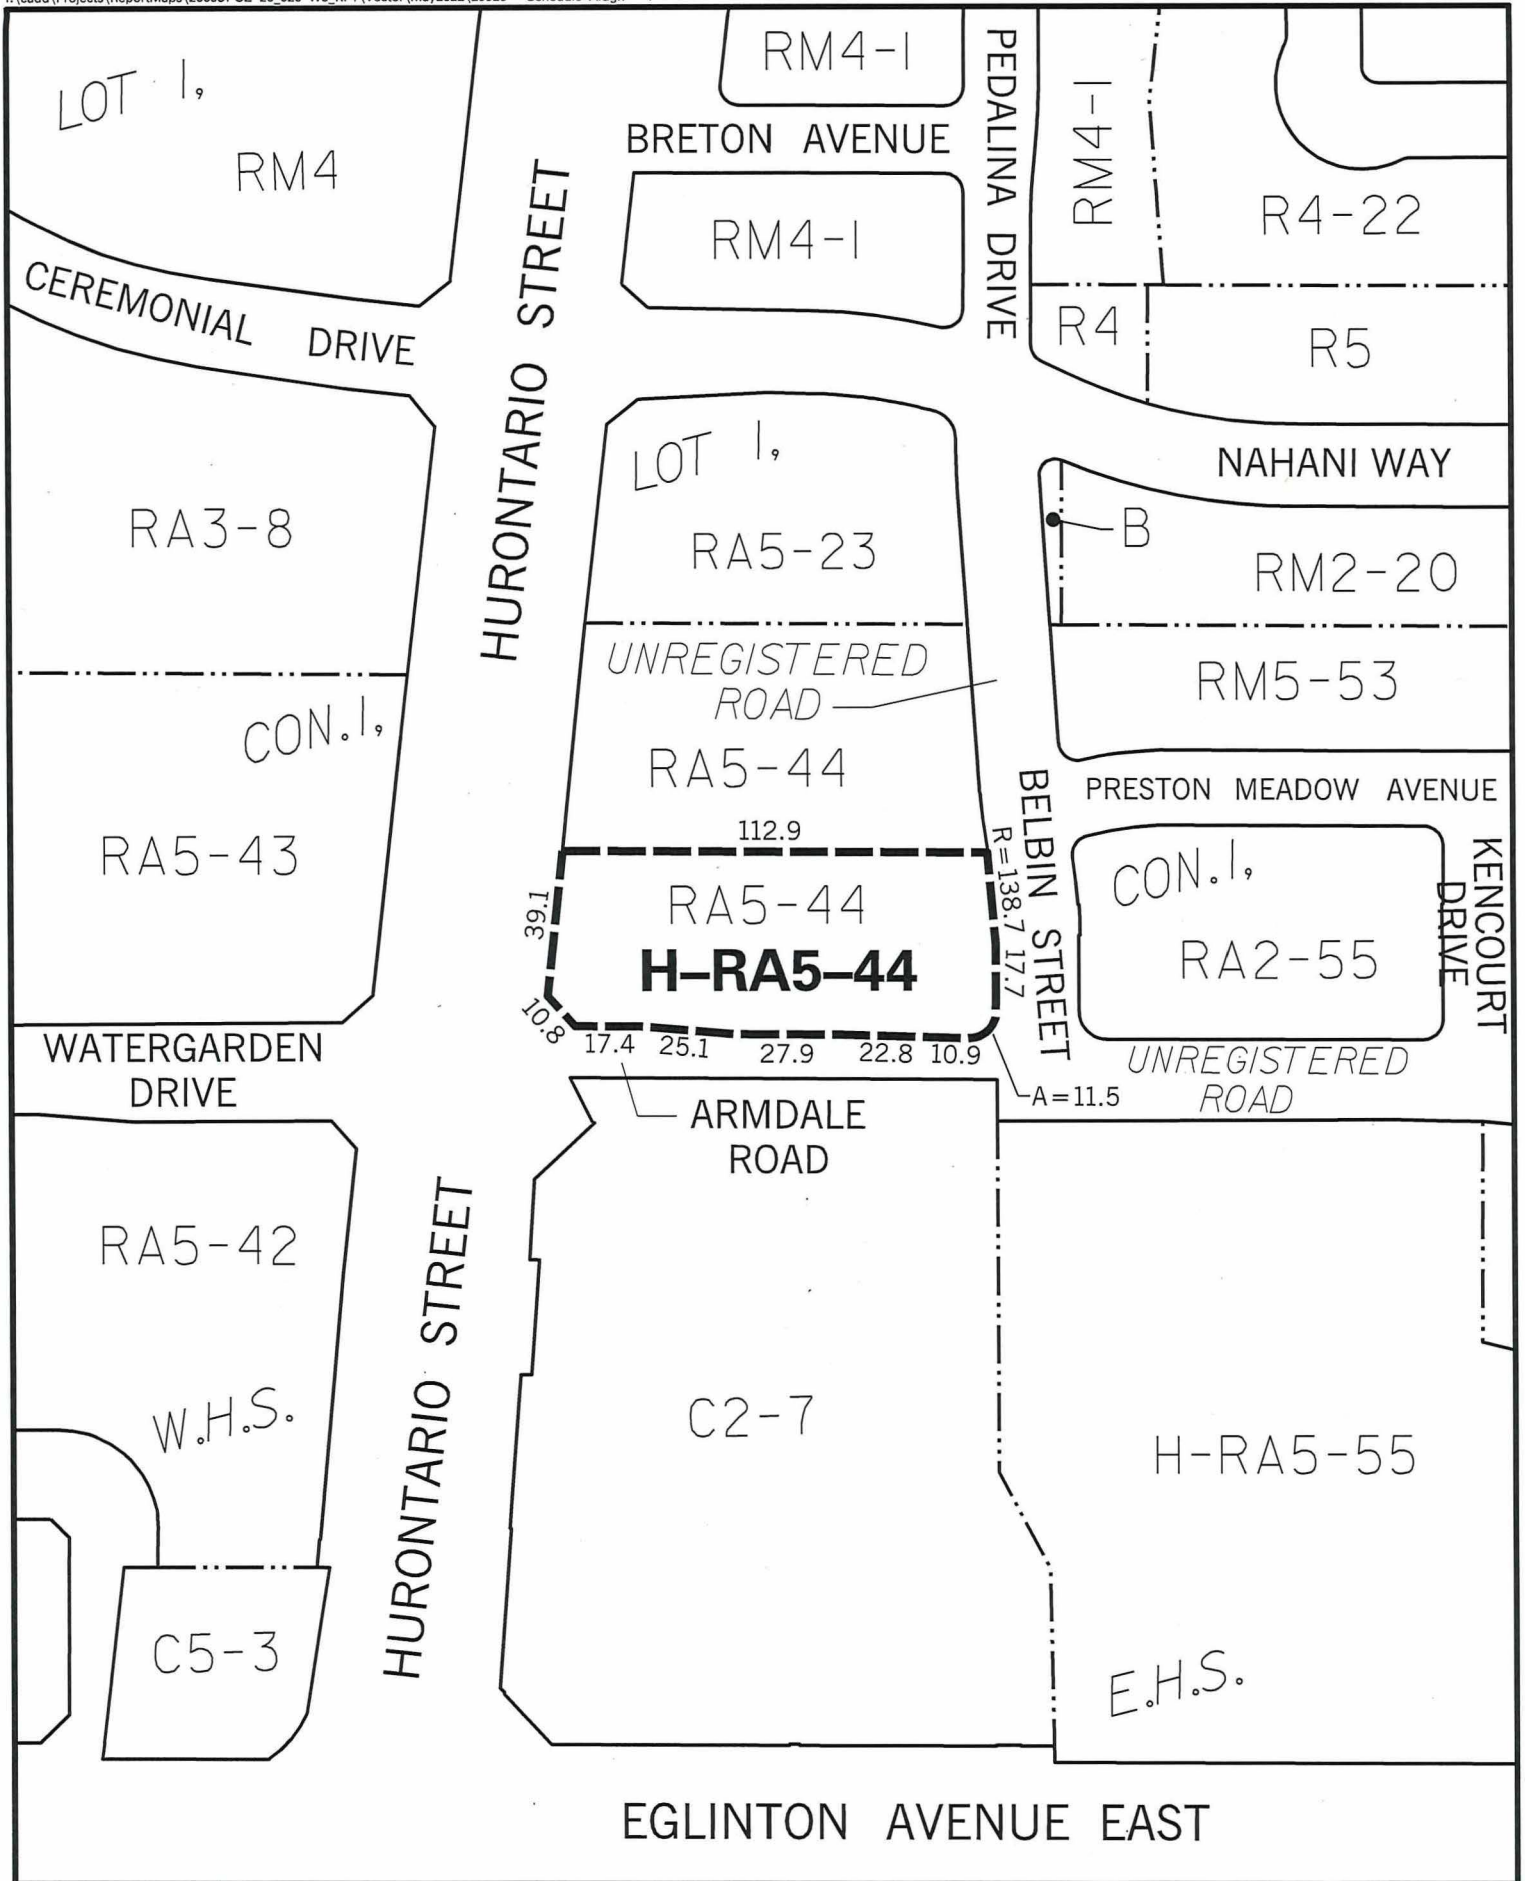 LOT 1,
RM4
RM4-1
BRETON AVENUE
RM4-1
PEDALINA DRIVE
RM4-1
R4-22
R4
R5
CEREMONIAL DRIVE
HURONTARIO STREET
LOT 1,
NAHANI WAY
RA3-8
RA5-23
B
RM2-20
UNREGISTERED
ROAD
RM5-53
CON.1,
RA5-44
PRESTON MEADOW AVENUE
RA5-43
112.9
BELBIN STREET
R=138.7 17.7
CON.1,
KENCOURT
DRIVE
39.1
RA5-44
H-RA5-44
RA2-55
10.8
17.4
25.1
27.9
22.8
10.9
A=11.5
WATERGARDEN
DRIVE
UNREGISTERED
ROAD
ARMDALE
ROAD
RA5-42
HURONTARIO STREET
W.H.S.
C2-7
H-RA5-55
C5-3
E.H.S.
EGLINTON AVENUE EAST